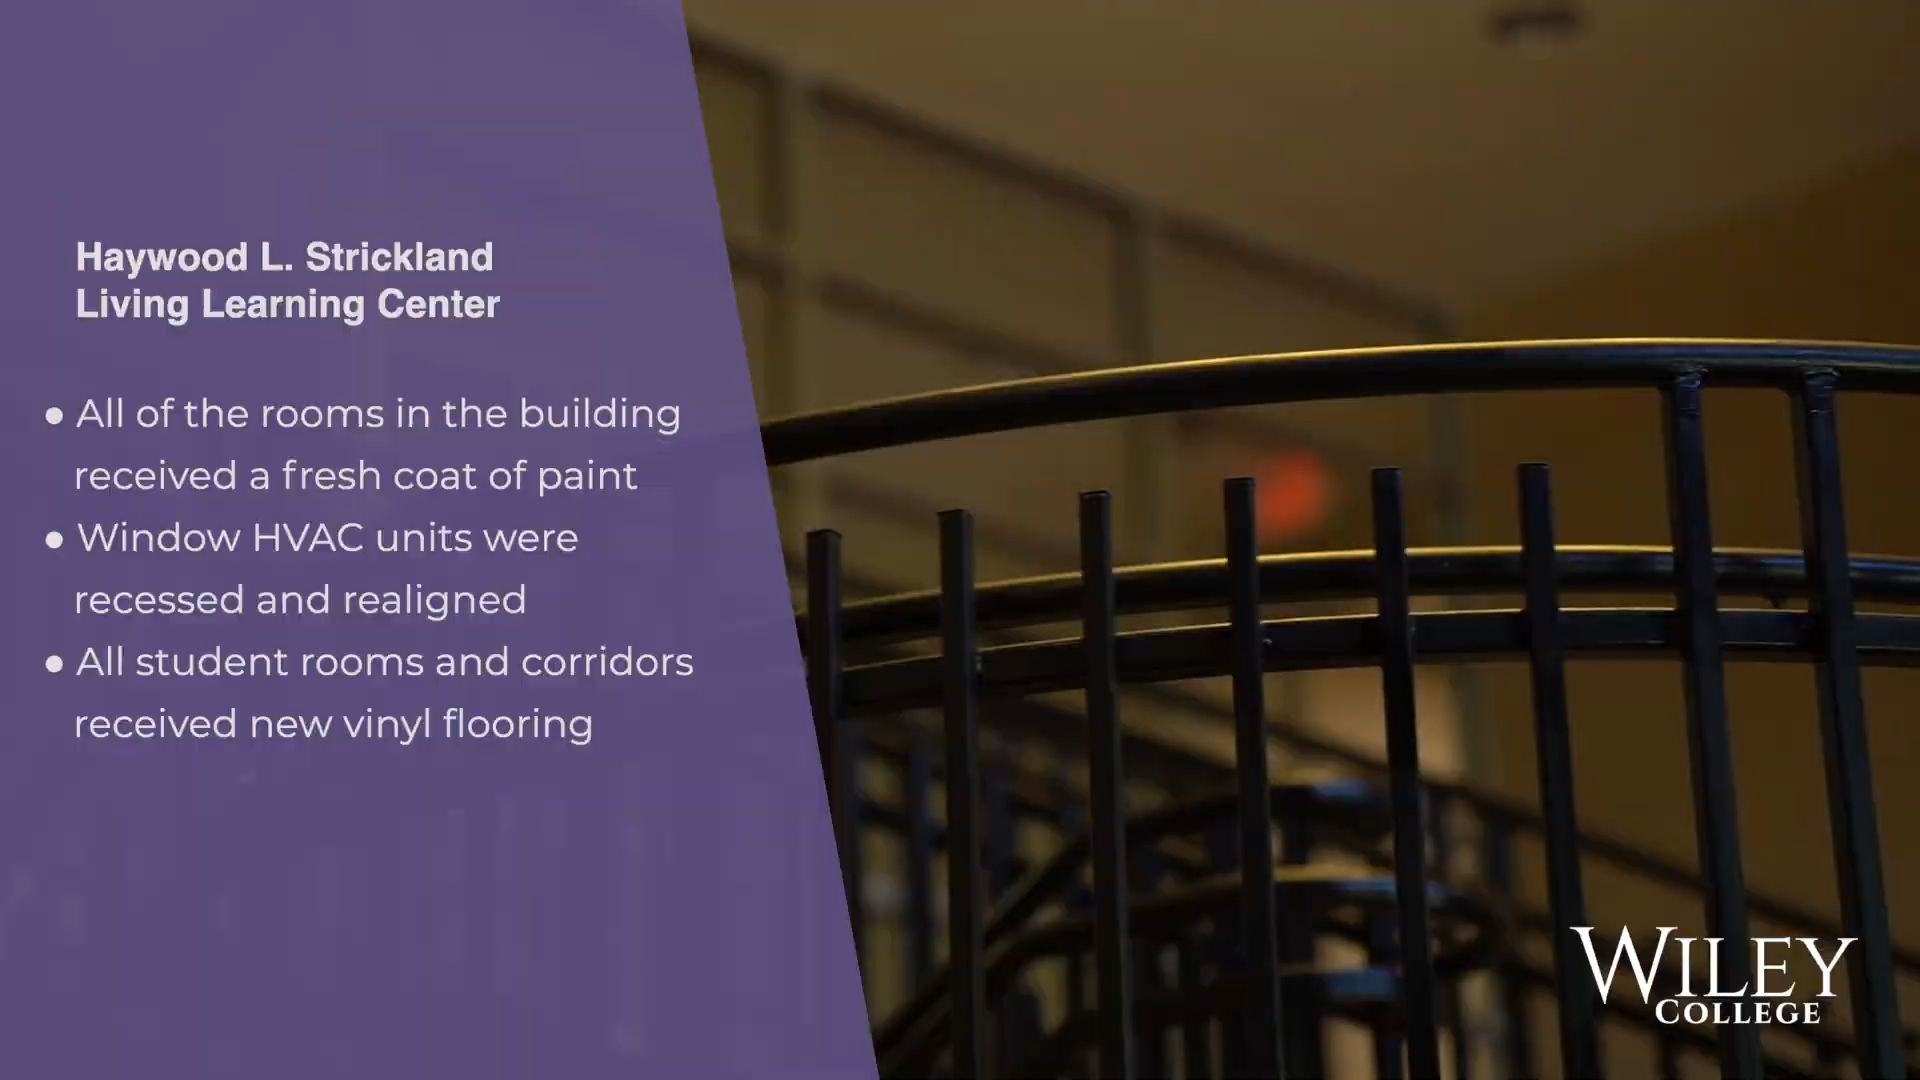 Haywood L. Strickland
Living Learning Center
● All of the rooms in the building
received a fresh coat of paint
● Window HVAC units were
recessed and realigned
● All student rooms and corridors
received new vinyl flooring
WILEY
COLLEGE